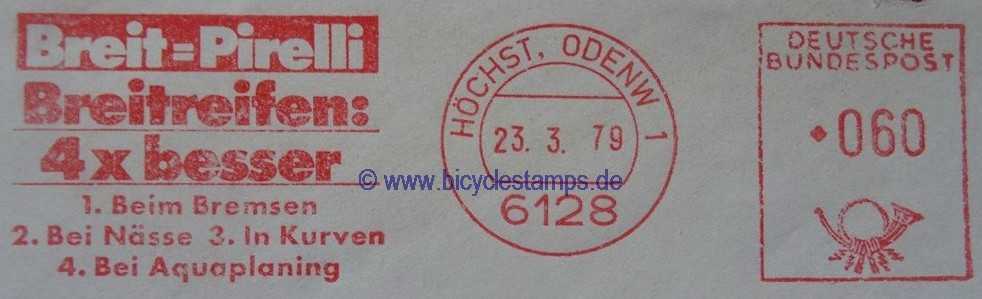 Breit=Pirelli
Breitreifen:
4x besser
1. Beim Bremsen
2. Bei Nässe 3. In Kurven
4. Bei Aquaplaning
HÖCHST, ODENW 1
23. 3. 79
6128
DEUTSCHE
BUNDESPOST
060
© www.bicyclestamps.de